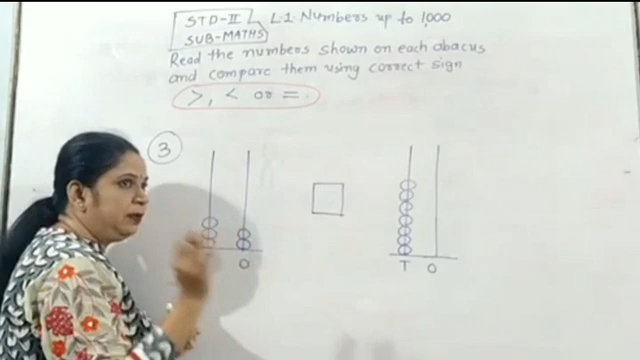 STD-II L-1 Numbers up to 1,000
SUB-MATHS
Read the numbers shown on each abacus
and compare them using correct sign
>, < or =.
3
O T O